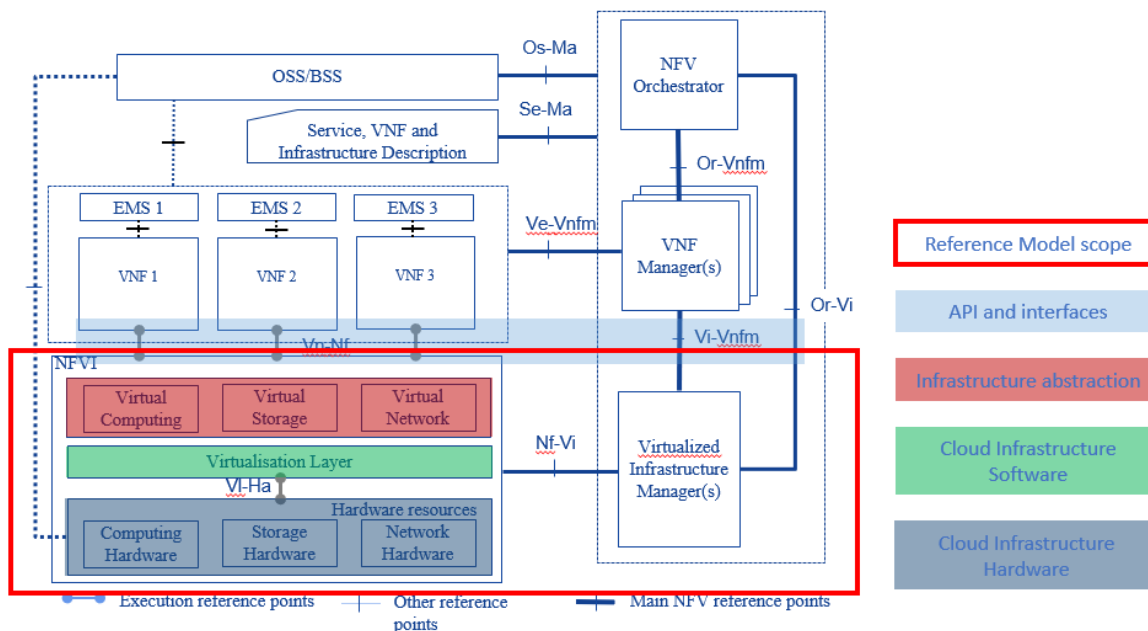 Os-Ma
OSS/BSS
NFV
Orchestrator
Se-Ma
Service, VNF and
Infrastructure Description
Or-Vnfm
EMS 1
EMS 2
EMS 3
Ve-Vnfm
VNF
Manager(s)
VNF 1
VNF 2
VNF 3
Or-Vi
Vn-Nf
Vi-Vnfm
NFVI
Virtual
Computing
Virtual
Storage
Virtual
Network
Nf-Vi
Virtualized
Infrastructure
Manager(s)
Virtualisation Layer
Vl-Ha
Hardware resources
Computing
Hardware
Storage
Hardware
Network
Hardware
Execution reference points
Other reference
points
Main NFV reference points
Reference Model scope
API and interfaces
Infrastructure abstraction
Cloud Infrastructure
Software
Cloud Infrastructure
Hardware